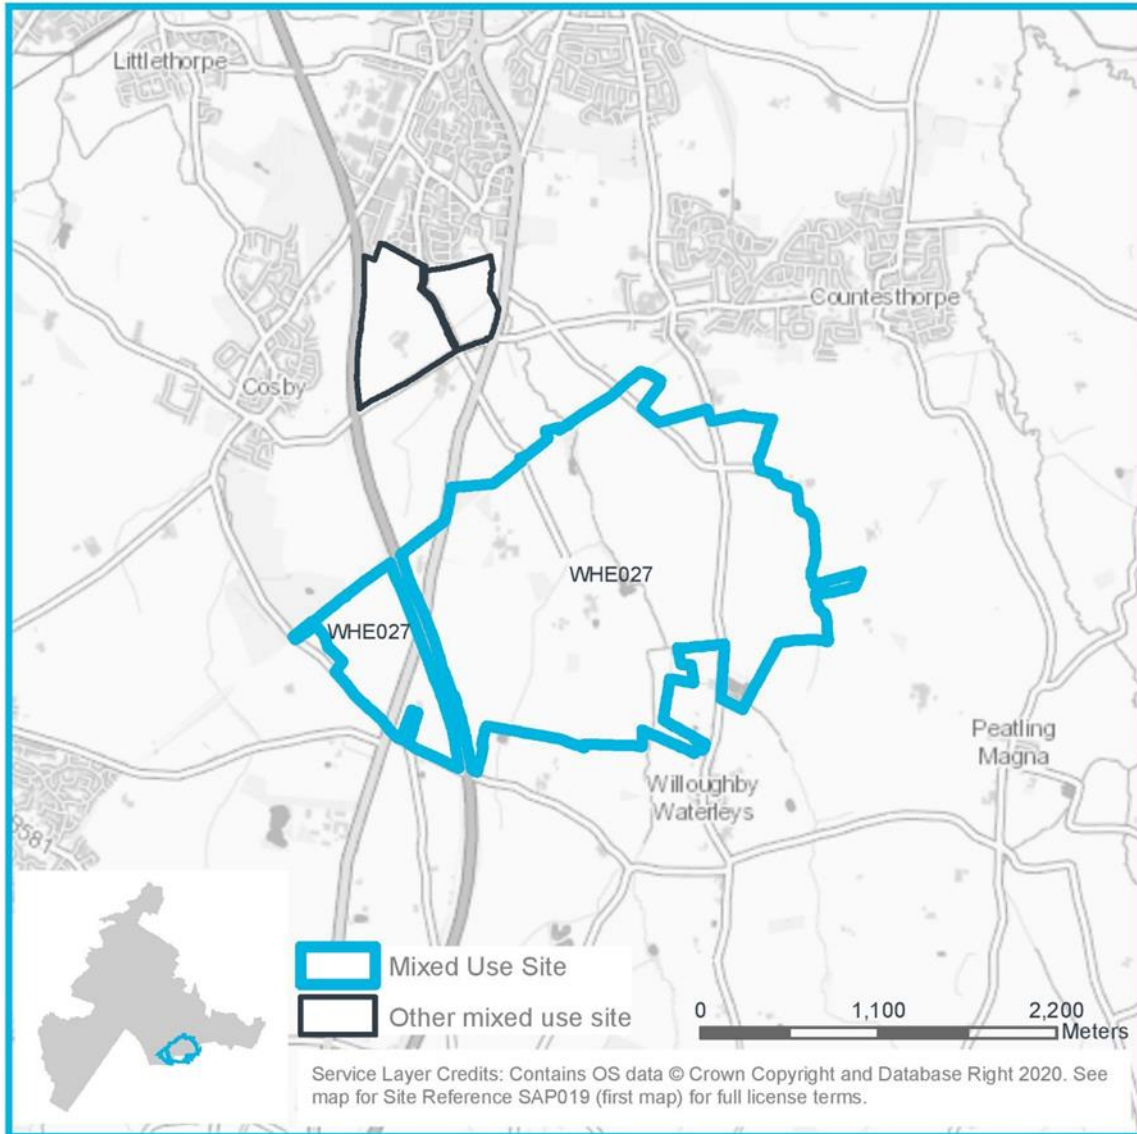 Littlethorpe
Countesthorpe
Cosby
WHE027
WHE027
Peatling
Magna
Willoughby
Waterleys
Mixed Use Site
Other mixed use site
0 1,100 2,200
Meters
Service Layer Credits: Contains OS data © Crown Copyright and Database Right 2020. See
map for Site Reference SAP019 (first map) for full license terms.